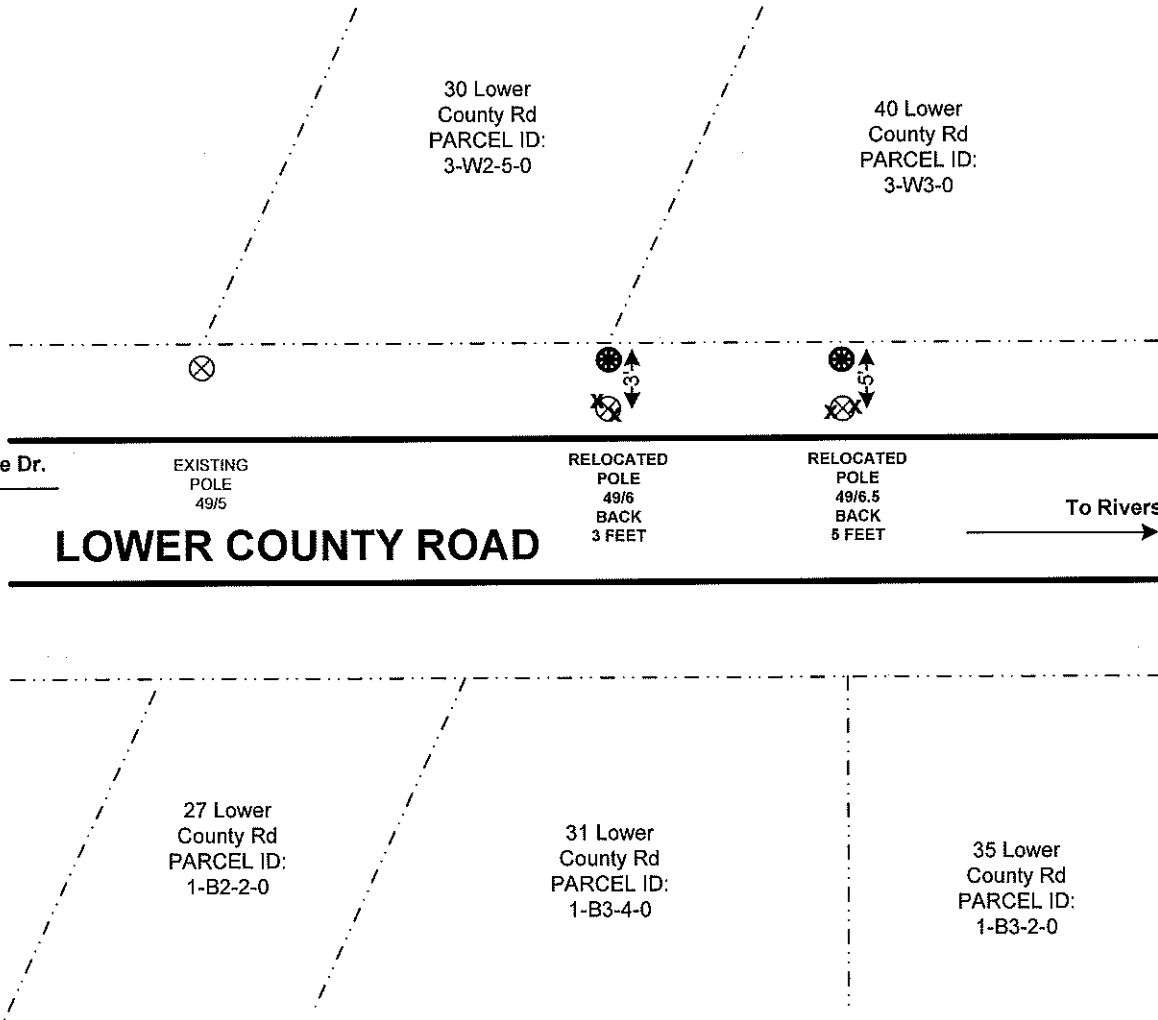 30 Lower
County Rd
PARCEL ID:
3-W2-5-0
40 Lower
County Rd
PARCEL ID:
3-W3-0
3'
5'
X
X
X
X
e Dr.
EXISTING
POLE
49/5
RELOCATED
POLE
49/6
BACK
3 FEET
RELOCATED
POLE
49/6.5
BACK
5 FEET
To Rivers
LOWER COUNTY ROAD
27 Lower
County Rd
PARCEL ID:
1-B2-2-0
31 Lower
County Rd
PARCEL ID:
1-B3-4-0
35 Lower
County Rd
PARCEL ID:
1-B3-2-0